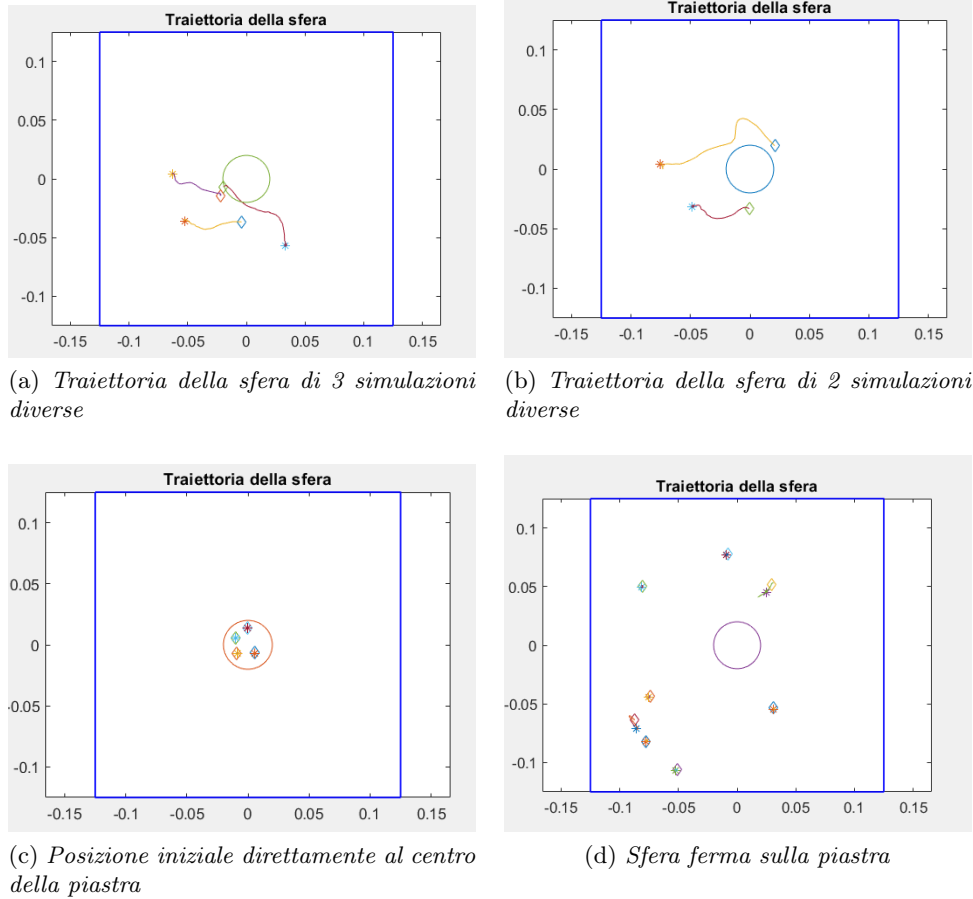 Traiettoria della sfera
0.1
0.05
0
-0.05
-0.1
-0.15 -0.1 -0.05 0 0.05 0.1 0.15
(a) Traiettoria della sfera di 3 simulazioni
diverse
Traiettoria della sfera
0.1
0.05
0
-0.05
-0.1
-0.15 -0.1 -0.05 0 0.05 0.1 0.15
(b) Traiettoria della sfera di 2 simulazioni
diverse
Traiettoria della sfera
0.1
0.05
0
-0.05
-0.1
-0.15 -0.1 -0.05 0 0.05 0.1 0.15
(c) Posizione iniziale direttamente al centro
della piastra
Traiettoria della sfera
0.1
0.05
0
-0.05
-0.1
-0.15 -0.1 -0.05 0 0.05 0.1 0.15
(d) Sfera ferma sulla piastra